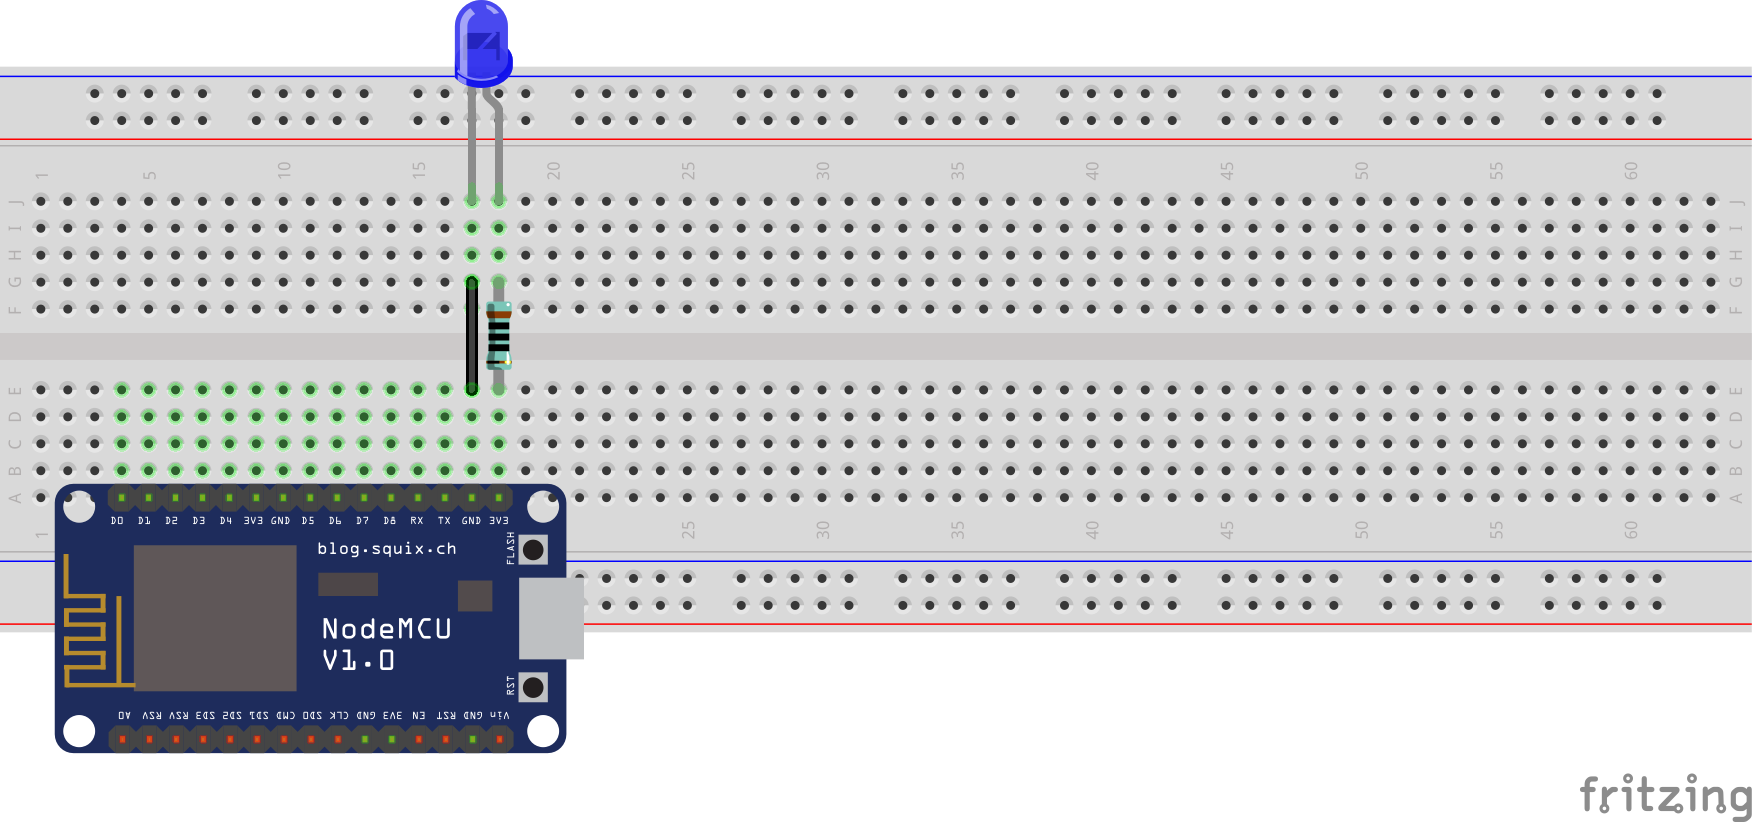 1 5 10 15 20 25 30 35 40 45 50 55 60
J J
I I
H H
G G
F F
E E
D D
C C
B B
A A
D0 D1 D2 D3 D4 3V3 GND D5 D6 D7 D8 RX TX GND 3V3
1 25 30 35 40 45 50 55 60
blog.squix.ch
FLASH
NodeMCU
V1.0
RST
A0 RSV RSV SD3 SD2 SD1 CMD SD0 CLK GND 3V3 EN RST GND Vin
fritzing